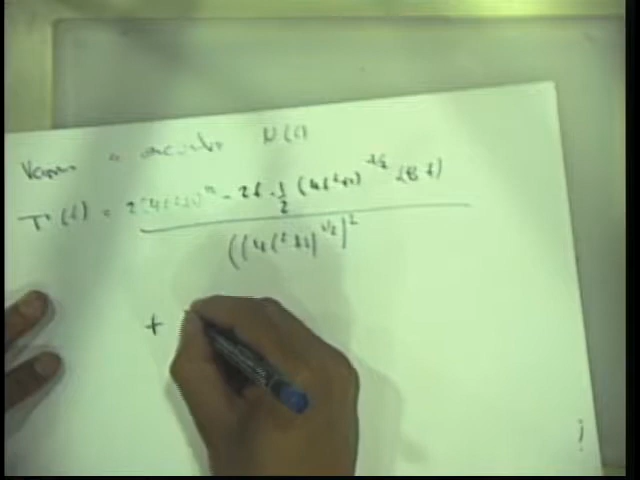 Vamos a encontrar N(t)
T'(t) = 2(4t²+1)^½ - 2t · 1/2 (4t²+1)^-1/2 (8t)
((4t²+1)^1/2)²
+
i